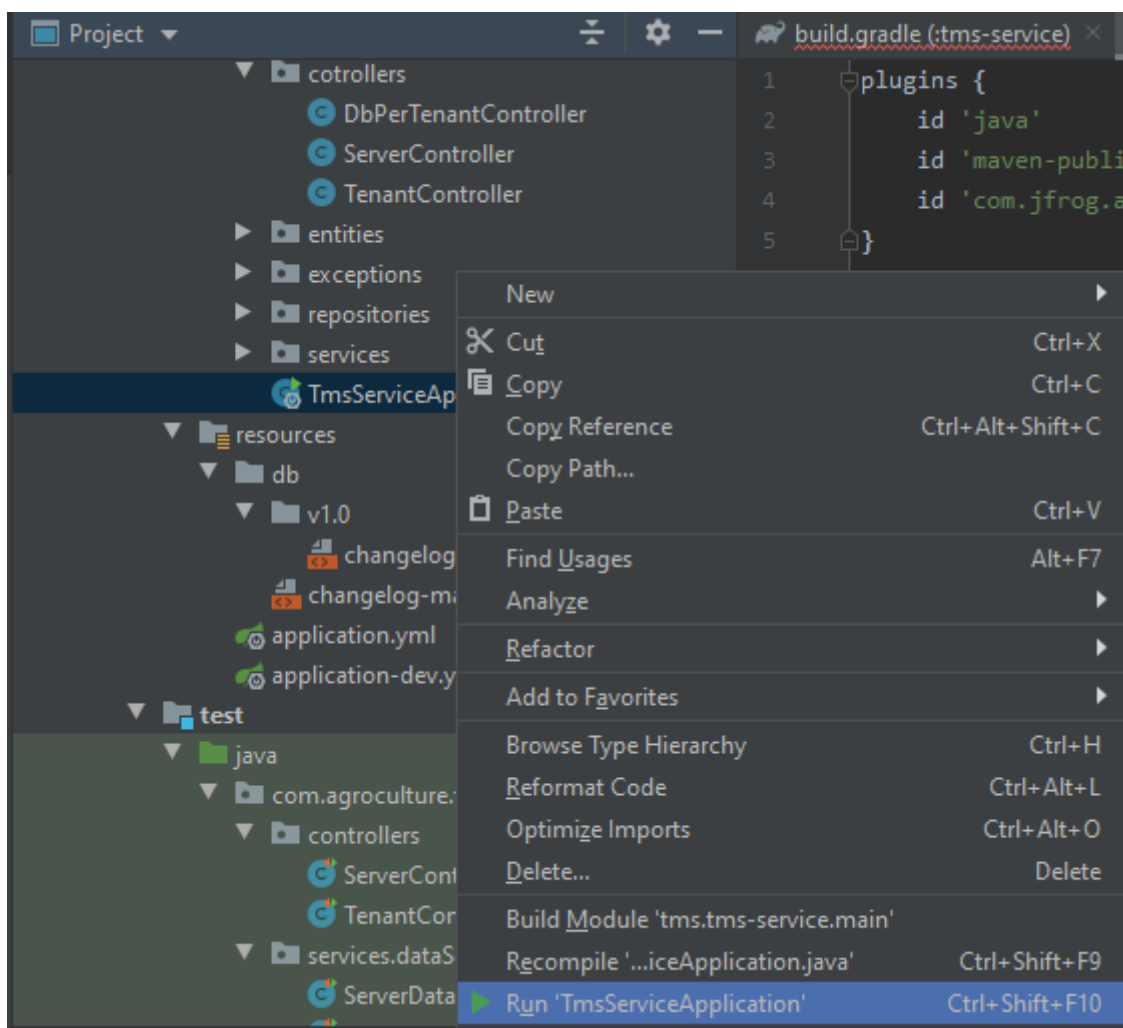 Project
build.gradle (:tms-service)
cotrollers
DbPerTenantController
ServerController
TenantController
entities
exceptions
repositories
services
TmsServiceAp
resources
db
v1.0
changelog
changelog-ma
application.yml
application-dev.y
test
java
com.agroculture.
controllers
ServerCont
TenantCor
services.dataS
ServerData
1 plugins {
2 id 'java'
3 id 'maven-publi
4 id 'com.jfrog.a
5 }
New
Cut Ctrl+X
Copy Ctrl+C
Copy Reference Ctrl+Alt+Shift+C
Copy Path...
Paste Ctrl+V
Find Usages Alt+F7
Analyze
Refactor
Add to Favorites
Browse Type Hierarchy Ctrl+H
Reformat Code Ctrl+Alt+L
Optimize Imports Ctrl+Alt+O
Delete... Delete
Build Module 'tms.tms-service.main'
Recompile '...iceApplication.java' Ctrl+Shift+F9
Run 'TmsServiceApplication' Ctrl+Shift+F10